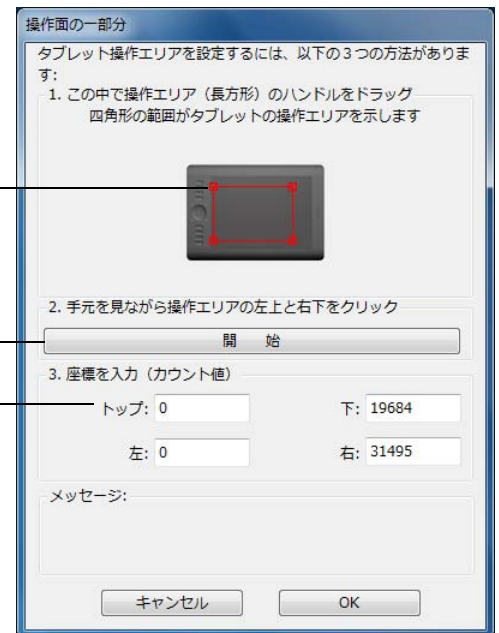 操作面の一部分
タブレット操作エリアを設定するには、以下の3つの方法がありま
す:
1. この中で操作エリア（長方形）のハンドルをドラッグ
四角形の範囲がタブレットの操作エリアを示します
2. 手元を見ながら操作エリアの左上と右下をクリック
開 始
3. 座標を入力（カウント値）
トップ: 0 下: 19684
左: 0 右: 31495
メッセージ:
キャンセル OK